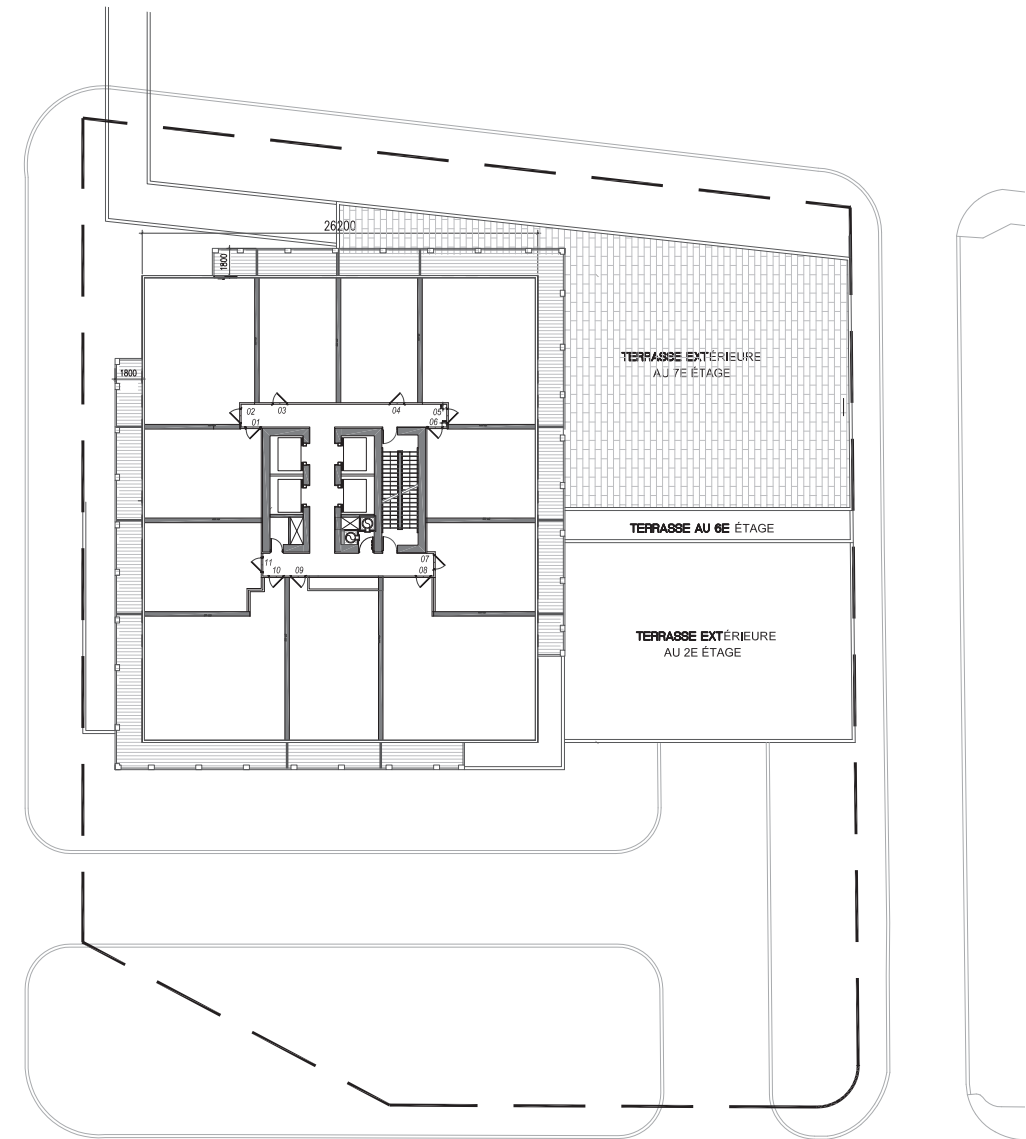 26200
1800
1800
TERRASSE EXTÉRIEURE
AU 7E ÉTAGE
02
03
04
05
01
06
TERRASSE AU 6E ÉTAGE
07
11
10
09
08
TERRASSE EXTÉRIEURE
AU 2E ÉTAGE